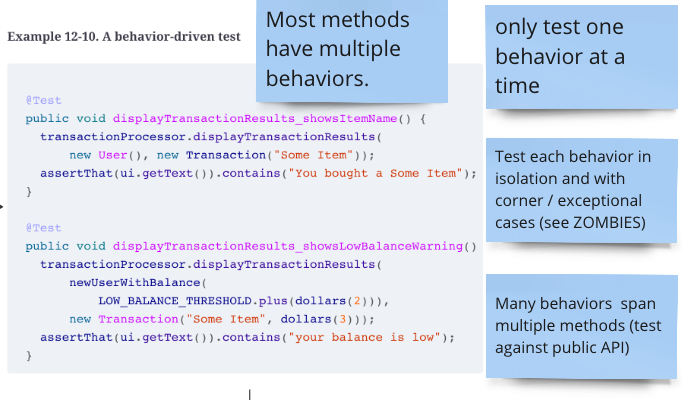 Example 12-10. A behavior-driven test
@Test
public void displayTransactionResults_showsItemName() {
transactionProcessor.displayTransactionResults(
new User(), new Transaction("Some Item"));
assertThat(ui.getText()).contains("You bought a Some Item");
}
@Test
public void displayTransactionResults_showsLowBalanceWarning()
transactionProcessor.displayTransactionResults(
newUserWithBalance(
LOW_BALANCE_THRESHOLD.plus(dollars(2))),
new Transaction("Some Item", dollars(3)));
assertThat(ui.getText()).contains("your balance is low");
}
Most methods
have multiple
behaviors.
only test one
behavior at a
time
Test each behavior in
isolation and with
corner / exceptional
cases (see ZOMBIES)
Many behaviors span
multiple methods (test
against public API)